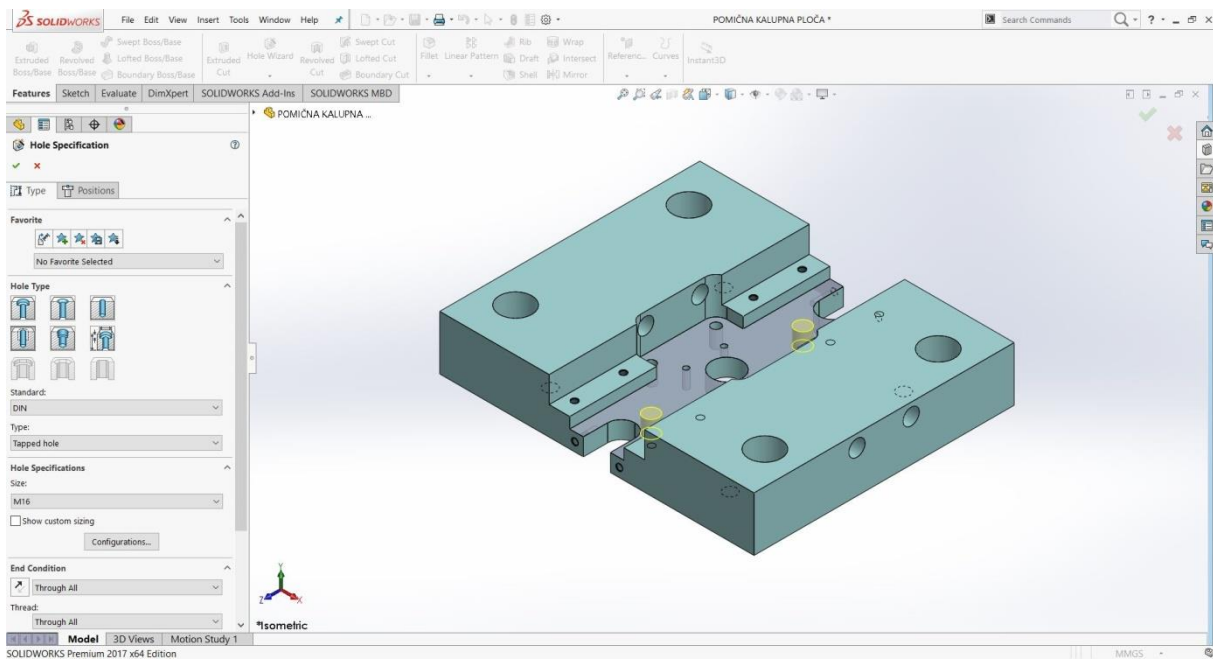 SOLIDWORKS File Edit View Insert Tools Window Help POMIČNA KALUPNA PLOČA * Search Commands
Extruded Boss/Base Revolved Boss/Base Swept Boss/Base Lofted Boss/Base Boundary Boss/Base Extruded Cut Hole Wizard Revolved Cut Swept Cut Lofted Cut Boundary Cut Fillet Linear Pattern Rib Draft Shell Wrap Intersect Mirror Referenc... Curves Instant3D
Features Sketch Evaluate DimXpert SOLIDWORKS Add-Ins SOLIDWORKS MBD
POMIČNA KALUPNA ...
Hole Specification
Type Positions
Favorite
No Favorite Selected
Hole Type
Standard:
DIN
Type:
Tapped hole
Hole Specifications
Size:
M16
Show custom sizing
Configurations...
End Condition
Through All
Thread:
Through All
Y
Z X
*Isometric
Model 3D Views Motion Study 1
SOLIDWORKS Premium 2017 x64 Edition MMGS